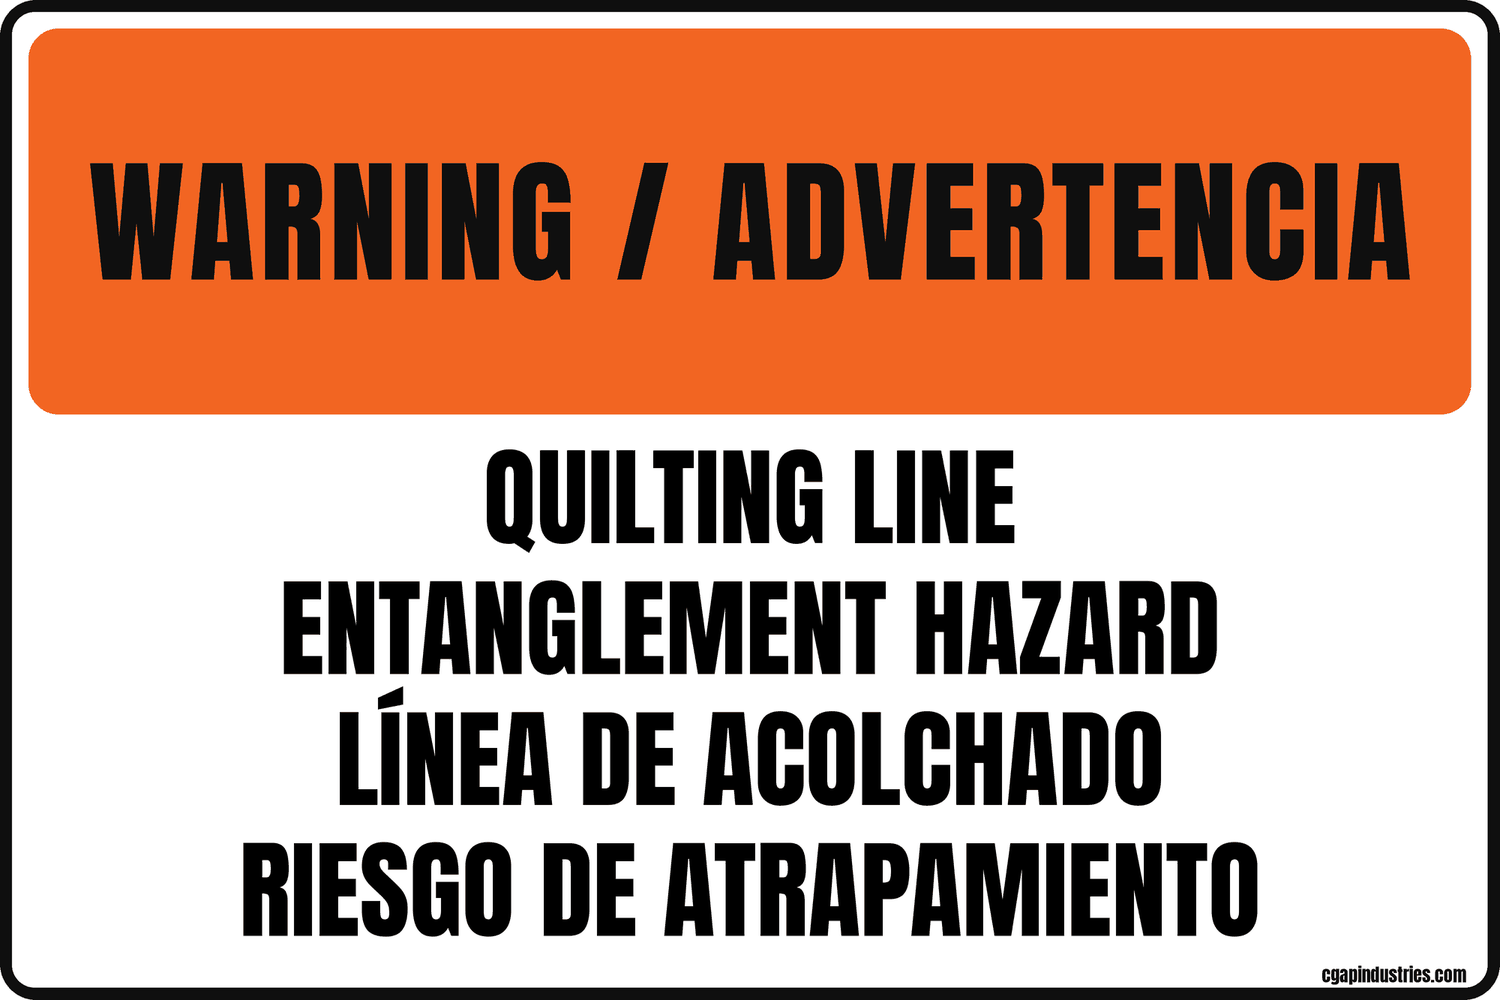 WARNING / ADVERTENCIA
QUILTING LINE
ENTANGLEMENT HAZARD
LÍNEA DE ACOLCHADO
RIESGO DE ATRAPAMIENTO
cgapindustries.com